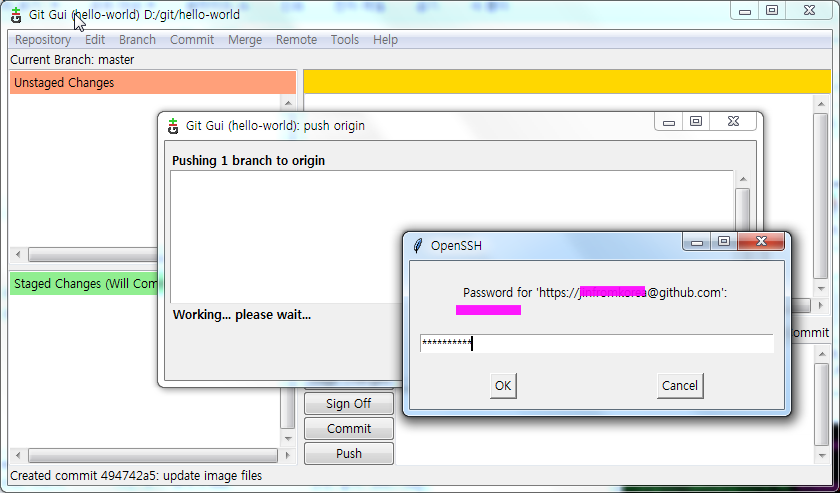 Git Gui (hello-world) D:/git/hello-world
Repository Edit Branch Commit Merge Remote Tools Help
Current Branch: master
Unstaged Changes
Git Gui (hello-world): push origin
Pushing 1 branch to origin
OpenSSH
Password for 'https://@github.com':
**********
OK Cancel
Staged Changes (Will Com
Working... please wait...
ommit
Sign Off
Commit
Push
Created commit 494742a5: update image files